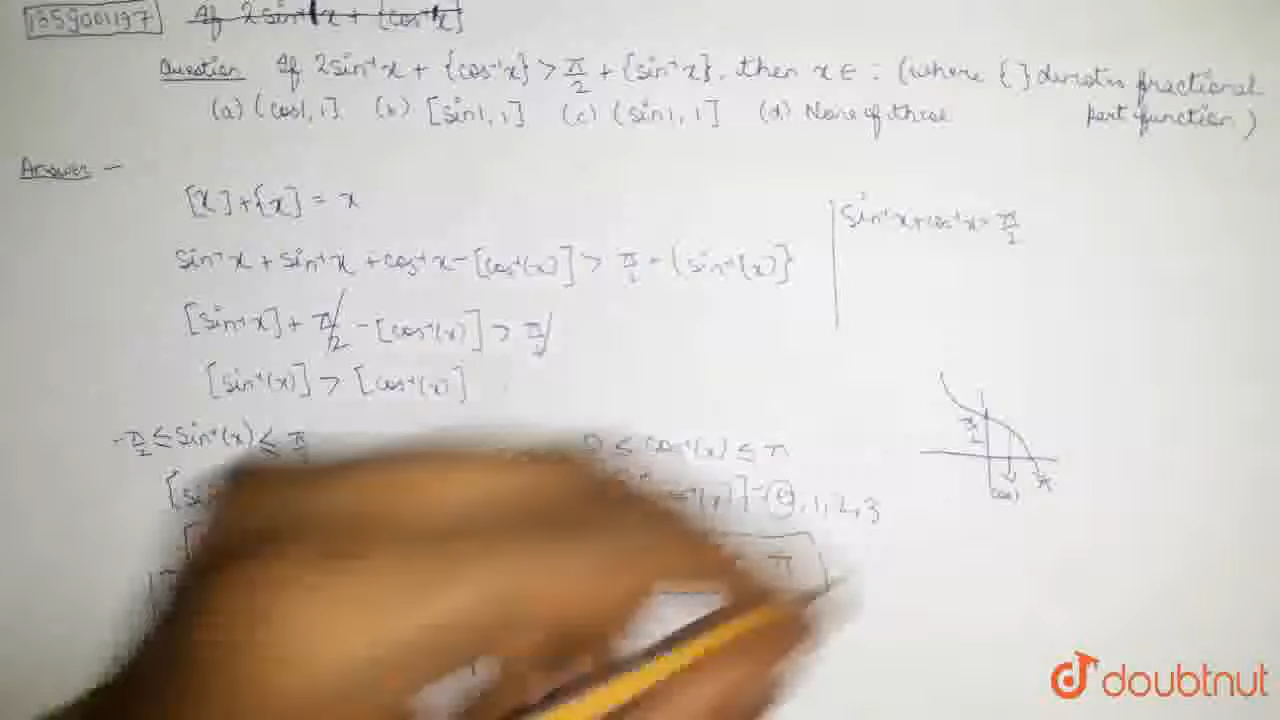 1359001197
If 2sin⁻¹x + {cos⁻¹x}
Question If 2sin⁻¹x + {cos⁻¹x} > π/2 + {sin⁻¹x}, then x ∈ : (where { } denotes fractional
part function)
(a) (cos1, 1] (b) [sin1, 1] (c) (sin1, 1] (d) None of these
Answer -
[x] + {x} = x
sin⁻¹x + cos⁻¹x = π/2
sin⁻¹x + sin⁻¹x + cos⁻¹x - [cos⁻¹(x)] > π/2 - {sin⁻¹(x)}
[sin⁻¹x] + π/2 - [cos⁻¹(x)] > π/2
[sin⁻¹(x)] > [cos⁻¹(x)]
-π/2 ≤ sin⁻¹(x) ≤ π/2
0 ≤ cos⁻¹(x) ≤ π
, 1, 2, 3
π/2
π
doubtnut